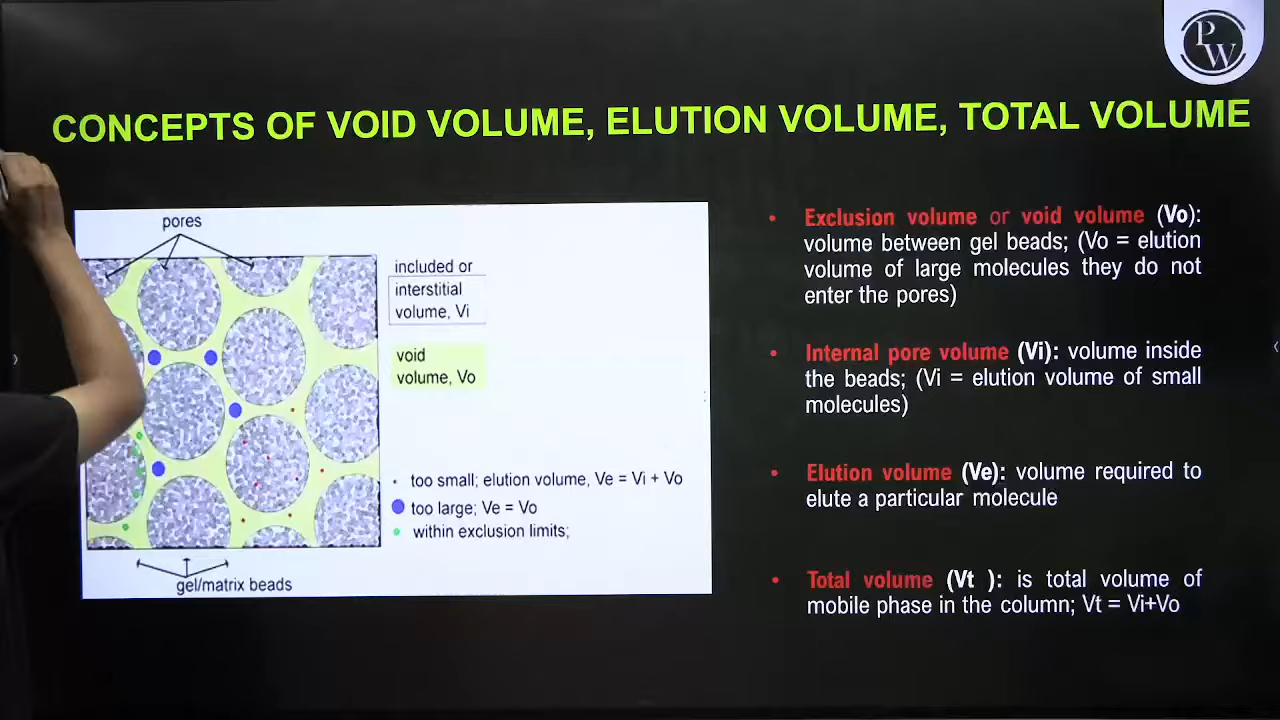 PW
CONCEPTS OF VOID VOLUME, ELUTION VOLUME, TOTAL VOLUME
pores
included or
interstitial
volume, Vi
void
volume, Vo
too small; elution volume, Ve = Vi + Vo
too large; Ve = Vo
within exclusion limits;
gel/matrix beads
• Exclusion volume or void volume (Vo):
volume between gel beads; (Vo = elution
volume of large molecules they do not
enter the pores)
• Internal pore volume (Vi): volume inside
the beads; (Vi = elution volume of small
molecules)
• Elution volume (Ve): volume required to
elute a particular molecule
• Total volume (Vt ): is total volume of
mobile phase in the column; Vt = Vi+Vo